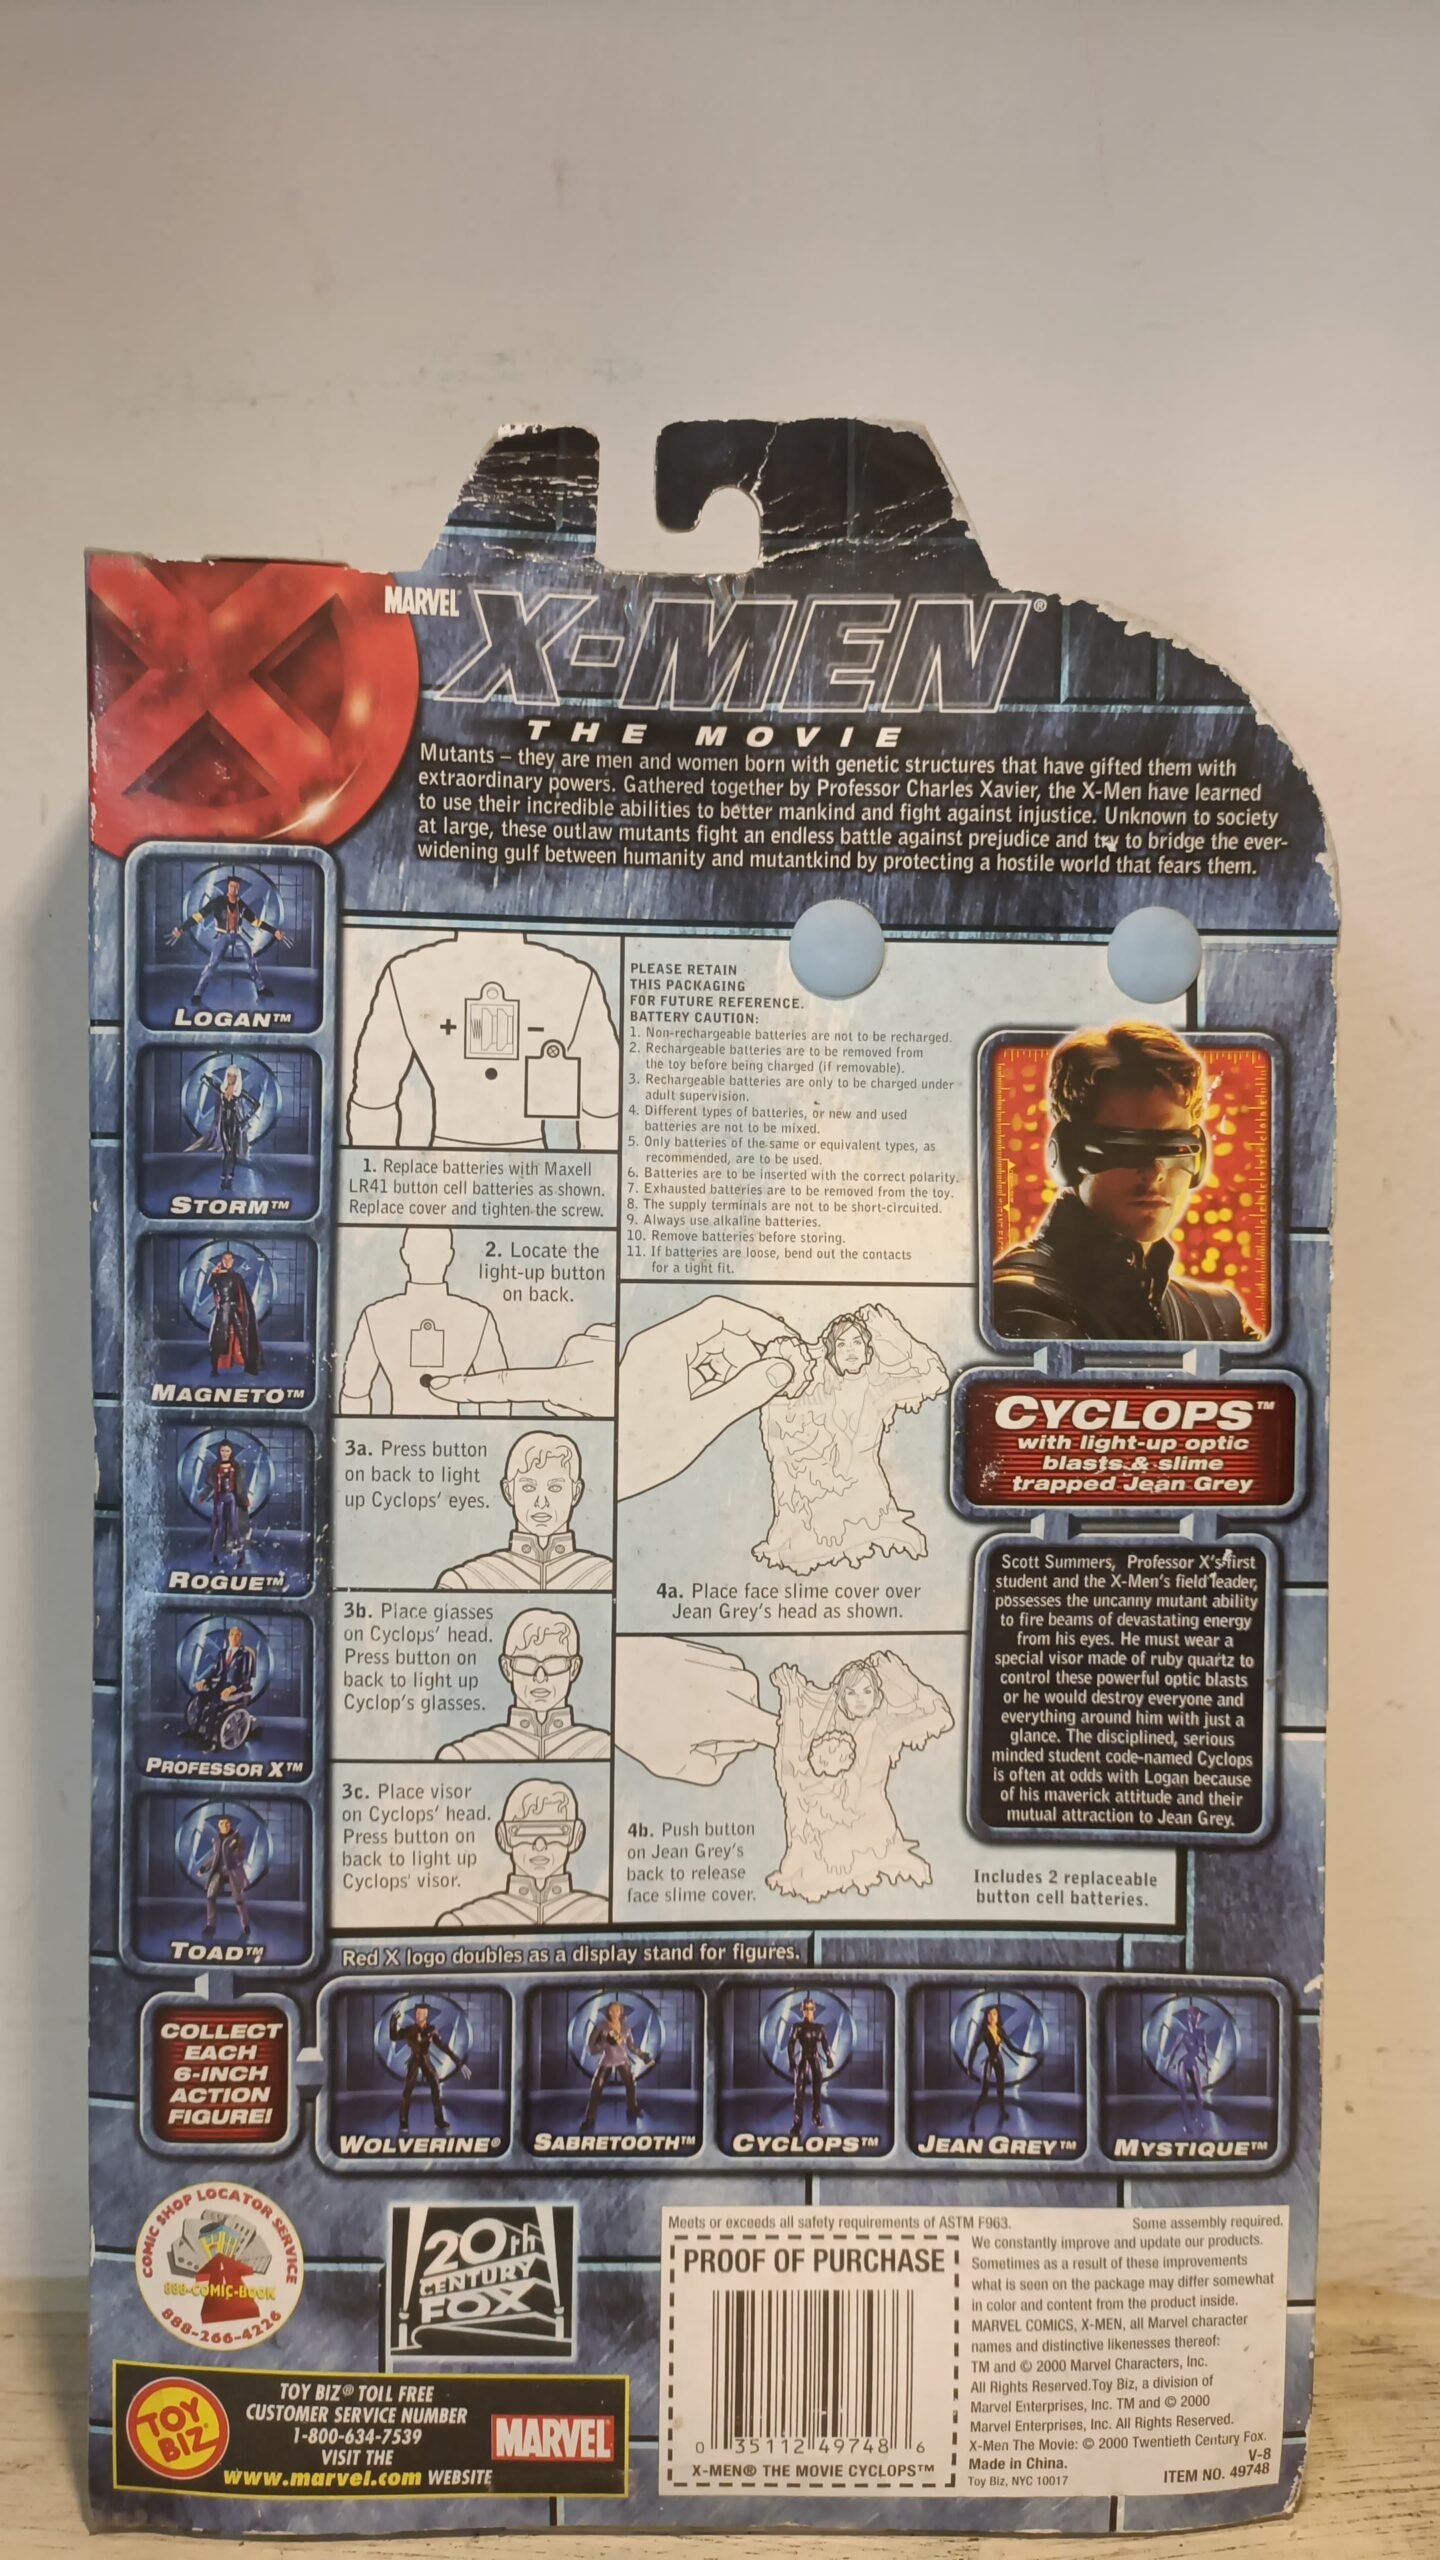 MARVEL
X-MEN®
THE MOVIE
Mutants – they are men and women born with genetic structures that have gifted them with
extraordinary powers. Gathered together by Professor Charles Xavier, the X-Men have learned
to use their incredible abilities to better mankind and fight against injustice. Unknown to society
at large, these outlaw mutants fight an endless battle against prejudice and try to bridge the ever-
widening gulf between humanity and mutantkind by protecting a hostile world that fears them.
LOGAN™
STORM™
MAGNETO™
ROGUE™
PROFESSOR X™
TOAD™
+ –
1. Replace batteries with Maxell
LR41 button cell batteries as shown.
Replace cover and tighten the screw.
2. Locate the
light-up button
on back.
3a. Press button
on back to light
up Cyclops' eyes.
3b. Place glasses
on Cyclops' head.
Press button on
back to light up
Cyclop's glasses.
3c. Place visor
on Cyclops' head.
Press button on
back to light up
Cyclops' visor.
PLEASE RETAIN
THIS PACKAGING
FOR FUTURE REFERENCE.
BATTERY CAUTION:
1. Non-rechargeable batteries are not to be recharged.
2. Rechargeable batteries are to be removed from
the toy before being charged (if removable).
3. Rechargeable batteries are only to be charged under
adult supervision.
4. Different types of batteries, or new and used
batteries are not to be mixed.
5. Only batteries of the same or equivalent types, as
recommended, are to be used.
6. Batteries are to be inserted with the correct polarity.
7. Exhausted batteries are to be removed from the toy.
8. The supply terminals are not to be short-circuited.
9. Always use alkaline batteries.
10. Remove batteries before storing.
11. If batteries are loose, bend out the contacts
for a tight fit.
4a. Place face slime cover over
Jean Grey's head as shown.
4b. Push button
on Jean Grey's
back to release
face slime cover.
CYCLOPS™
with light-up optic
blasts & slime
trapped Jean Grey
Scott Summers, Professor X's first
student and the X-Men's field leader,
possesses the uncanny mutant ability
to fire beams of devastating energy
from his eyes. He must wear a
special visor made of ruby quartz to
control these powerful optic blasts
or he would destroy everyone and
everything around him with just a
glance. The disciplined, serious
minded student code-named Cyclops
is often at odds with Logan because
of his maverick attitude and their
mutual attraction to Jean Grey.
Includes 2 replaceable
button cell batteries.
Red X logo doubles as a display stand for figures.
COLLECT
EACH
6-INCH
ACTION
FIGURE!
WOLVERINE®
SABRETOOTH™
CYCLOPS™
JEAN GREY™
MYSTIQUE™
COMIC SHOP LOCATOR SERVICE
888-COMIC-BOOK
888-266-4226
20th
CENTURY
FOX
TOY BIZ®
TOY BIZ® TOLL FREE
CUSTOMER SERVICE NUMBER
1-800-634-7539
VISIT THE
www.marvel.com WEBSITE
MARVEL
Meets or exceeds all safety requirements of ASTM F963.
Some assembly required.
PROOF OF PURCHASE
0 35112 49748 6
X-MEN® THE MOVIE CYCLOPS™
We constantly improve and update our products.
Sometimes as a result of these improvements
what is seen on the package may differ somewhat
in color and content from the product inside.
MARVEL COMICS, X-MEN, all Marvel character
names and distinctive likenesses thereof:
TM and © 2000 Marvel Characters, Inc.
All Rights Reserved. Toy Biz, a division of
Marvel Enterprises, Inc. TM and © 2000
Marvel Enterprises, Inc. All Rights Reserved.
X-Men The Movie: © 2000 Twentieth Century Fox.
Made in China.
V-8
Toy Biz, NYC 10017
ITEM NO. 49748